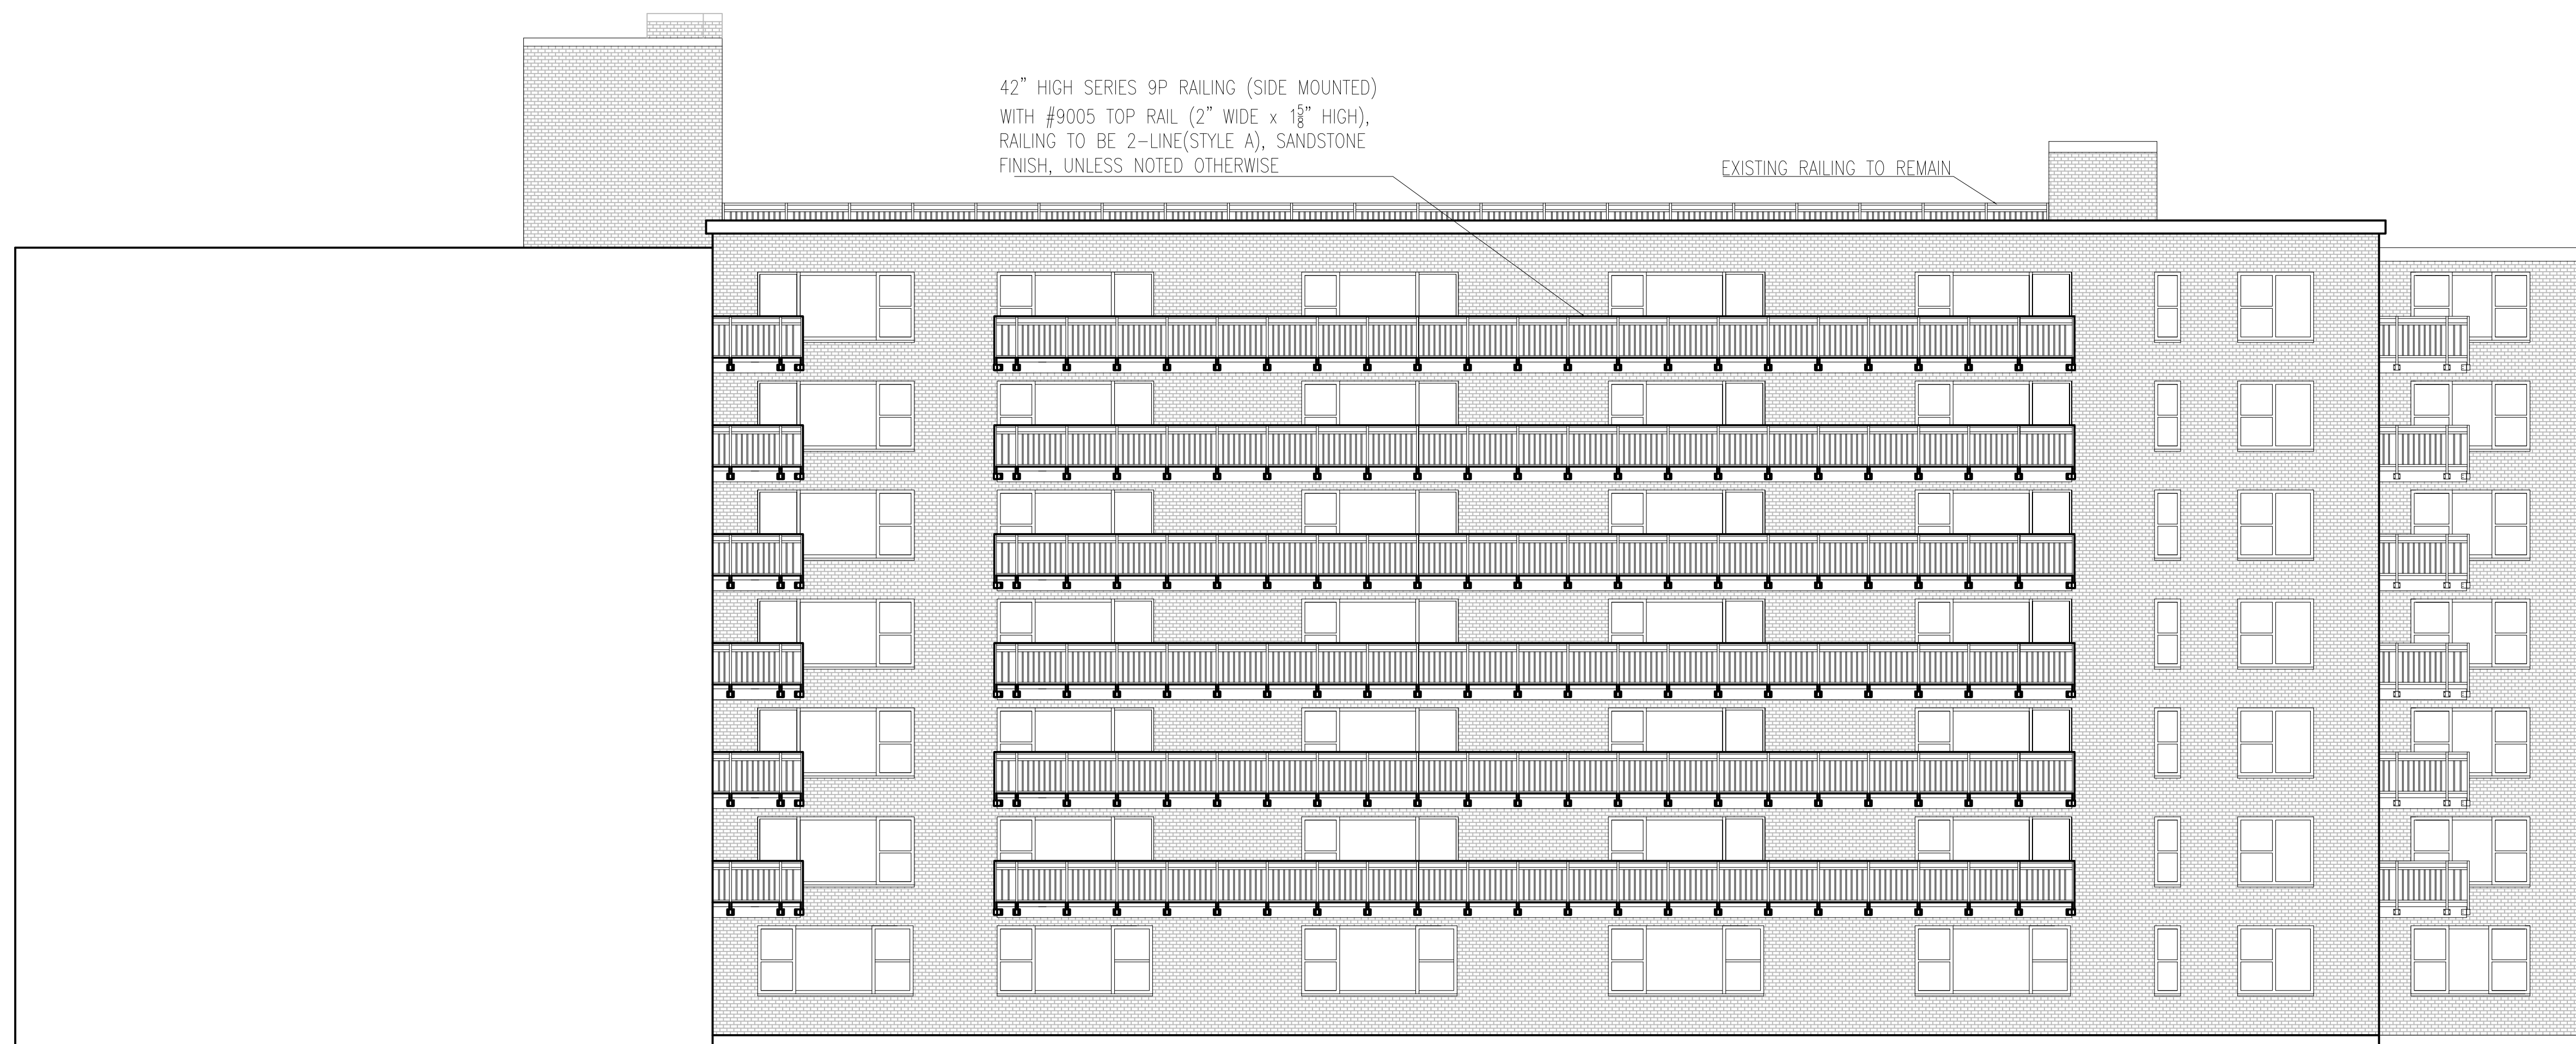 42" HIGH SERIES 9P RAILING (SIDE MOUNTED)
WITH #9005 TOP RAIL (2" WIDE x 1⅝" HIGH),
RAILING TO BE 2-LINE(STYLE A), SANDSTONE
FINISH, UNLESS NOTED OTHERWISE
EXISTING RAILING TO REMAIN